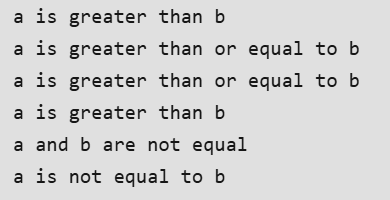 a is greater than b
a is greater than or equal to b
a is greater than or equal to b
a is greater than b
a and b are not equal
a is not equal to b